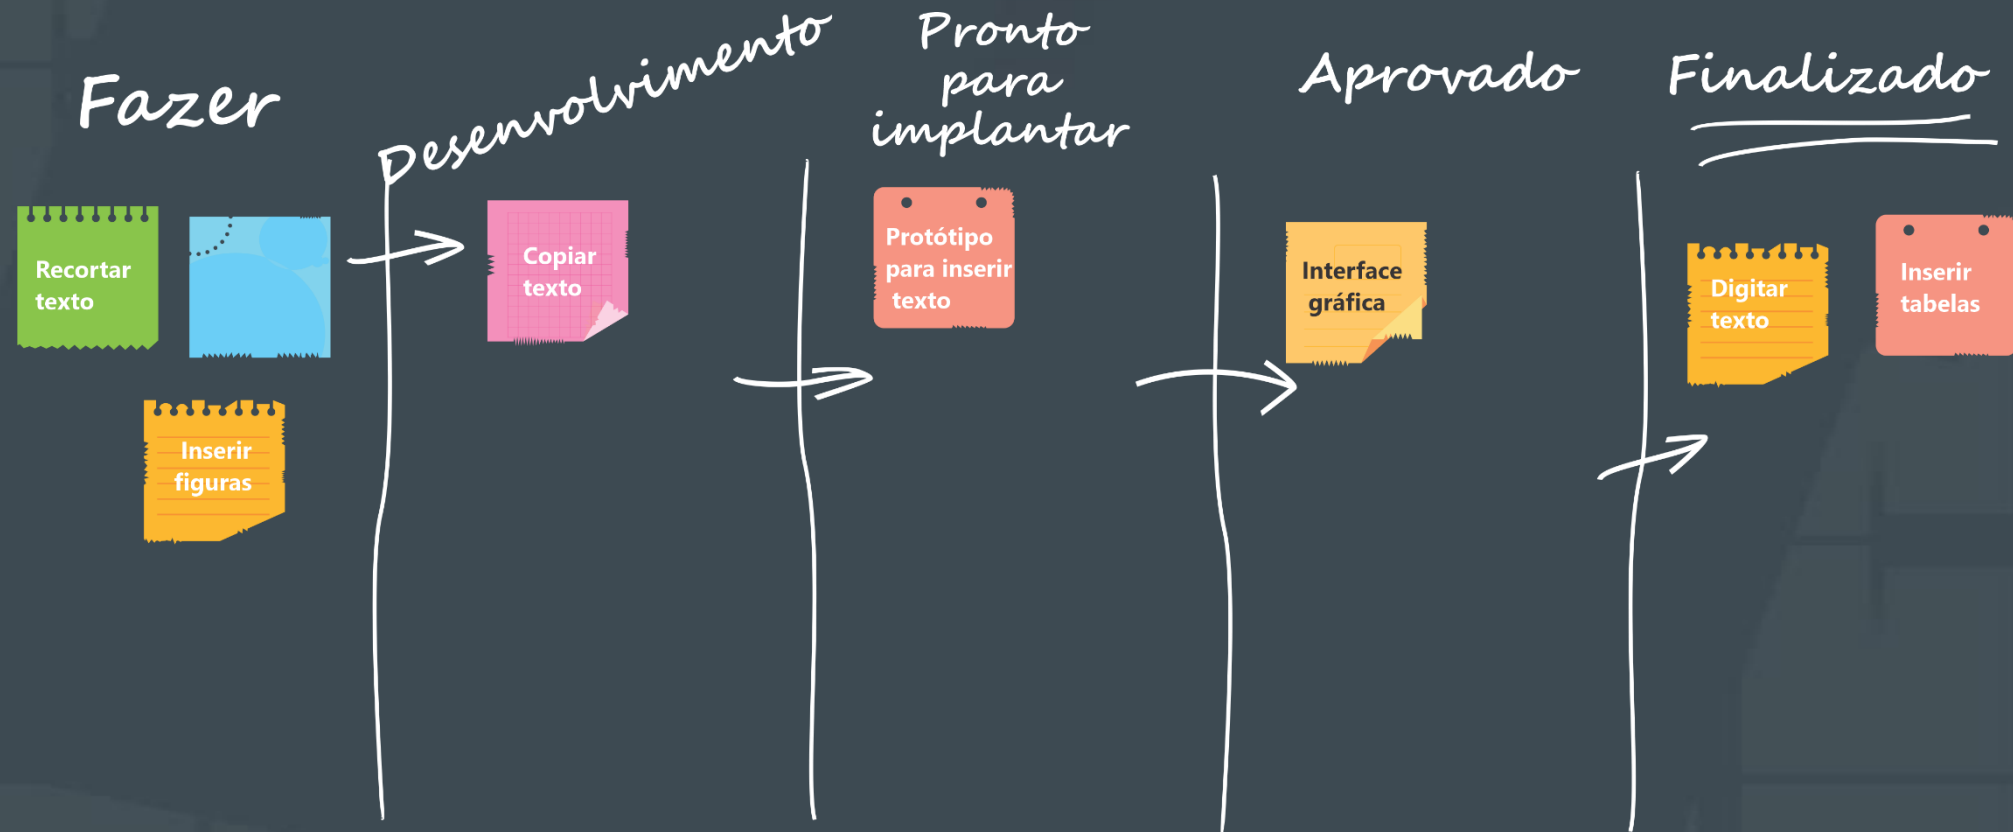 Fazer
Desenvolvimento
Pronto
para
implantar
Aprovado
Finalizado
Recortar
texto
Inserir
figuras
Copiar
texto
Protótipo
para inserir
texto
Interface
gráfica
Digitar
texto
Inserir
tabelas